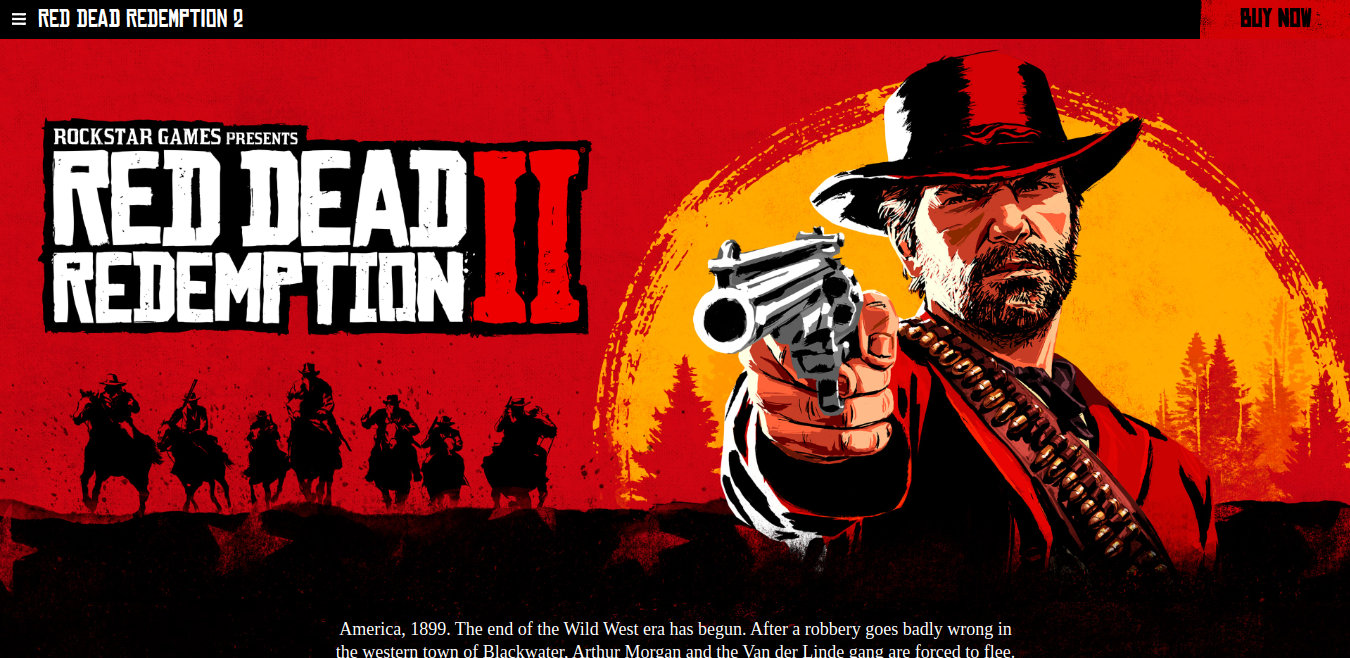 RED DEAD REDEMPTION 2
BUY NOW
ROCKSTAR GAMES PRESENTS
RED DEAD
REDEMPTION II
America, 1899. The end of the Wild West era has begun. After a robbery goes badly wrong in
the western town of Blackwater, Arthur Morgan and the Van der Linde gang are forced to flee.